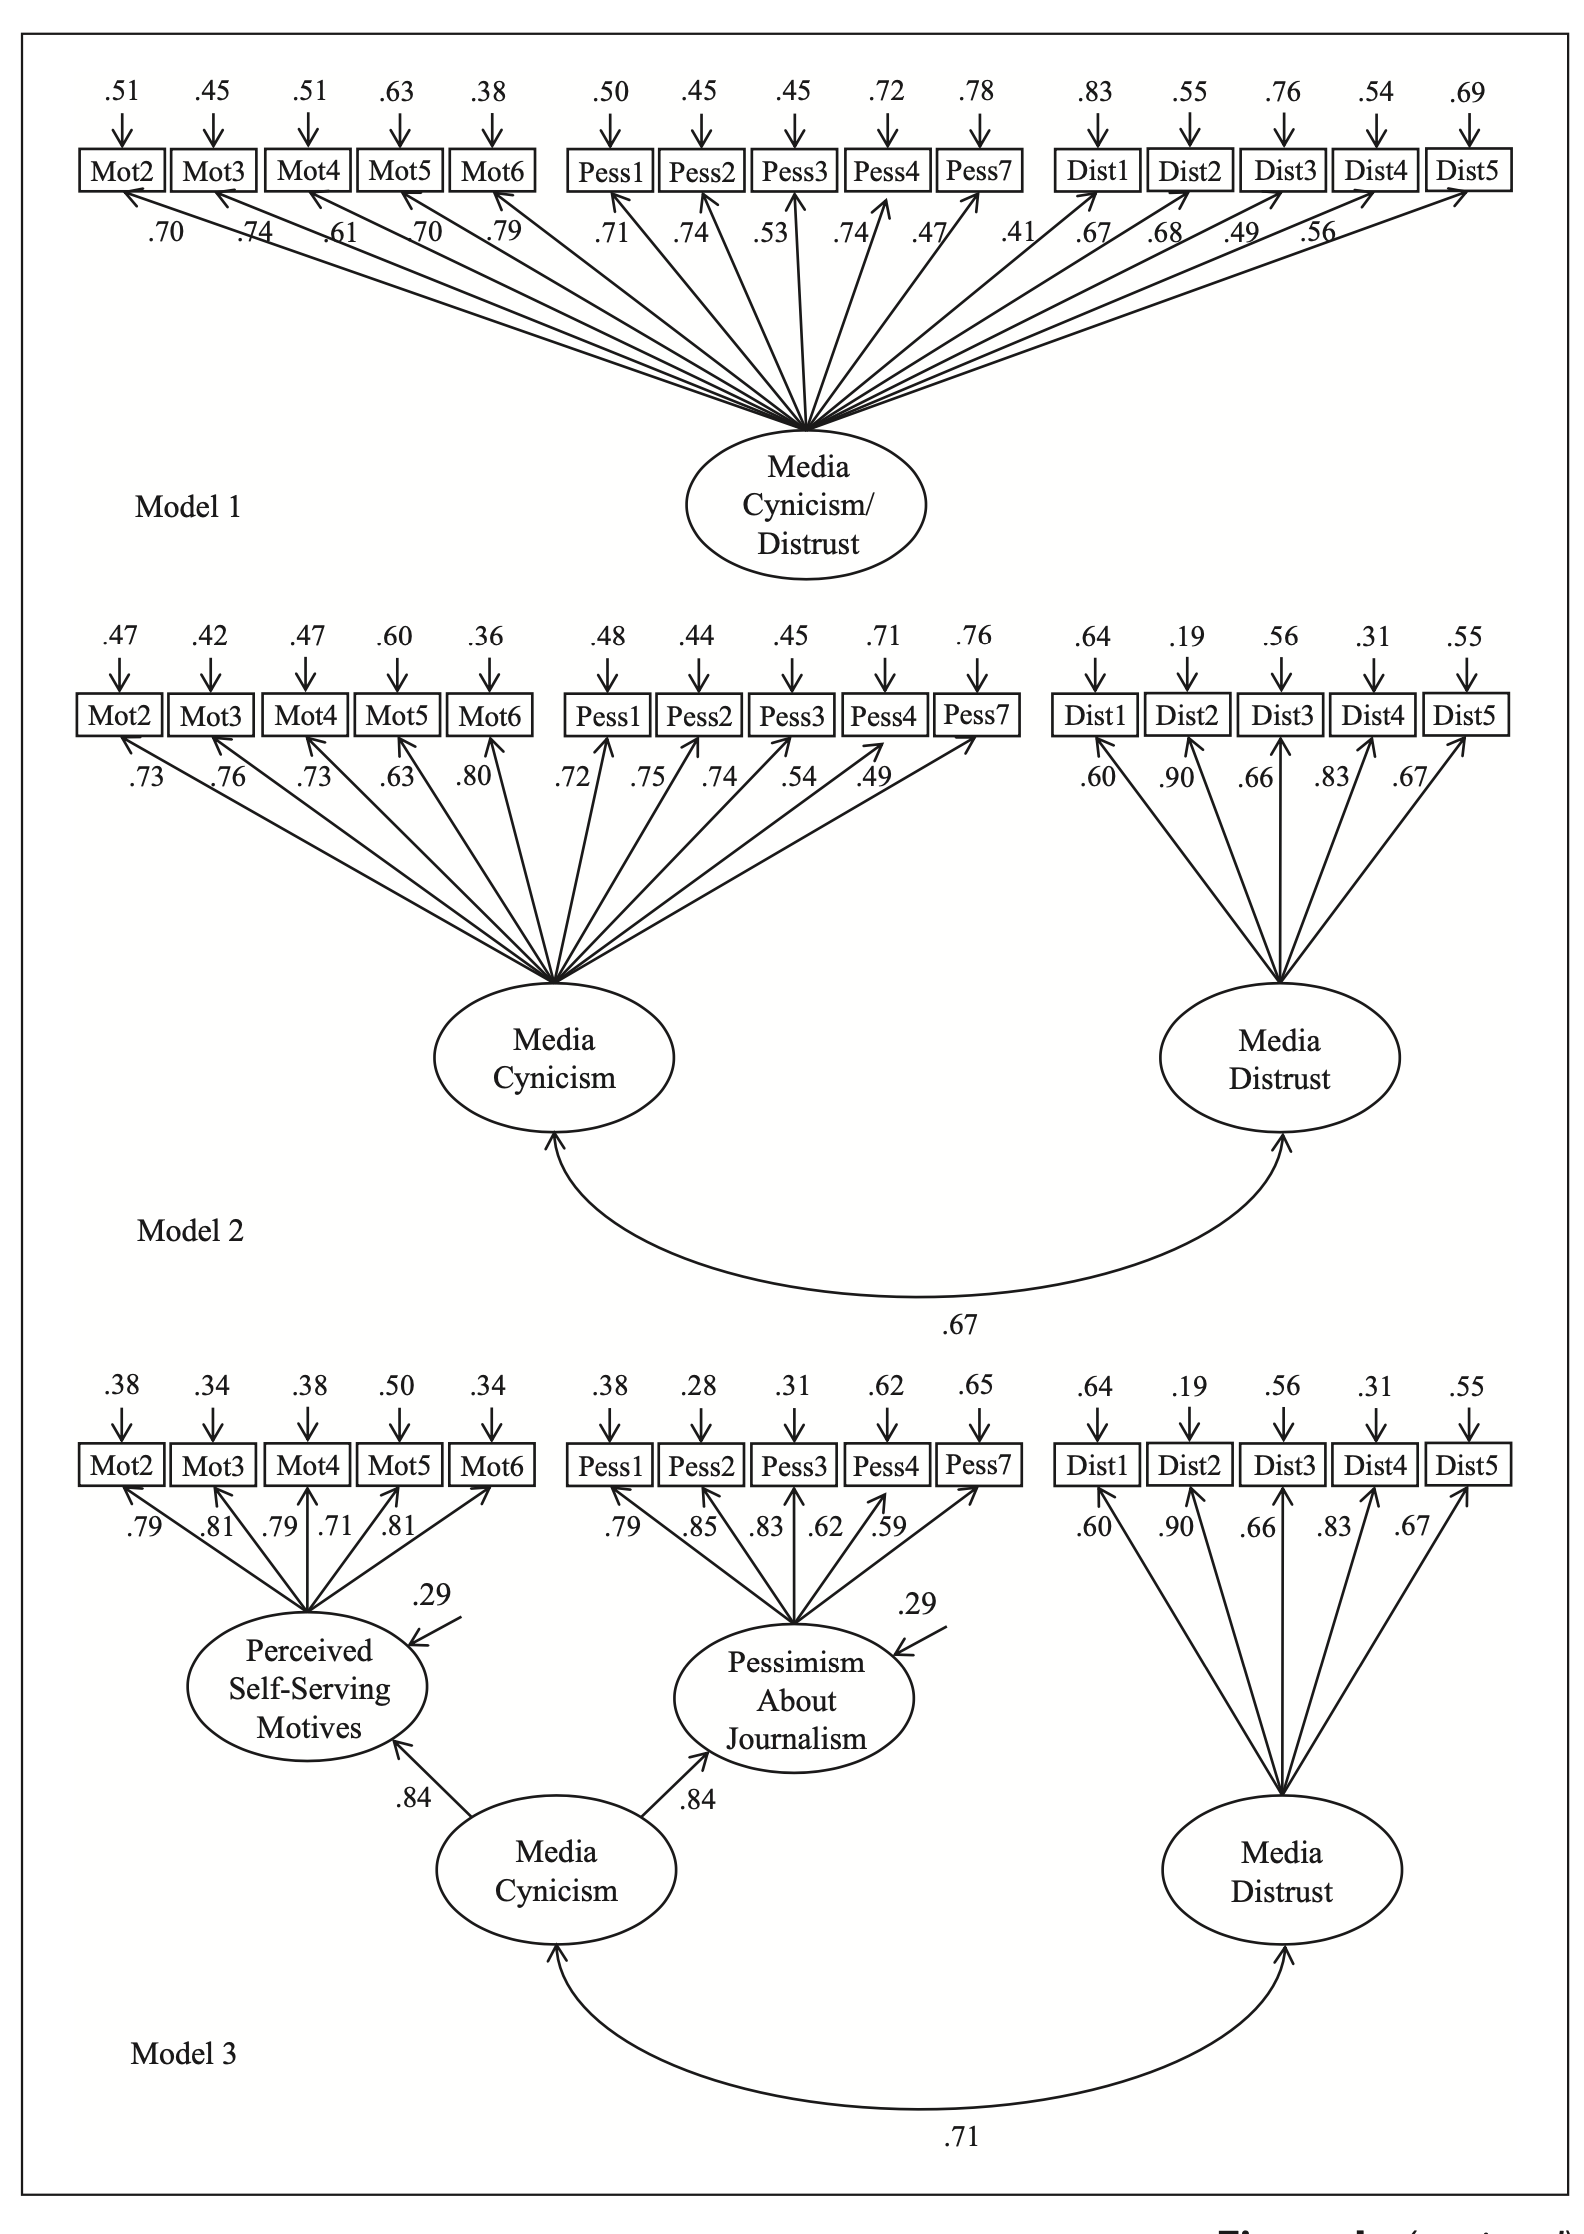 .51 .45 .51 .63 .38 .50 .45 .45 .72 .78 .83 .55 .76 .54 .69
Mot2 Mot3 Mot4 Mot5 Mot6 Pess1 Pess2 Pess3 Pess4 Pess7 Dist1 Dist2 Dist3 Dist4 Dist5
.70 .74 .61 .70 .79 .71 .74 .53 .74 .47 .41 .67 .68 .49 .56
Media
Cynicism/
Distrust
Model 1
.47 .42 .47 .60 .36 .48 .44 .45 .71 .76 .64 .19 .56 .31 .55
Mot2 Mot3 Mot4 Mot5 Mot6 Pess1 Pess2 Pess3 Pess4 Pess7 Dist1 Dist2 Dist3 Dist4 Dist5
.73 .76 .73 .63 .80 .72 .75 .74 .54 .49 .60 .90 .66 .83 .67
Media
Cynicism
Media
Distrust
Model 2
.67
.38 .34 .38 .50 .34 .38 .28 .31 .62 .65 .64 .19 .56 .31 .55
Mot2 Mot3 Mot4 Mot5 Mot6 Pess1 Pess2 Pess3 Pess4 Pess7 Dist1 Dist2 Dist3 Dist4 Dist5
.79 .81 .79 .71 .81 .79 .85 .83 .62 .59 .60 .90 .66 .83 .67
.29 .29
Perceived
Self-Serving
Motives
Pessimism
About
Journalism
.84 .84
Media
Cynicism
Media
Distrust
Model 3
.71